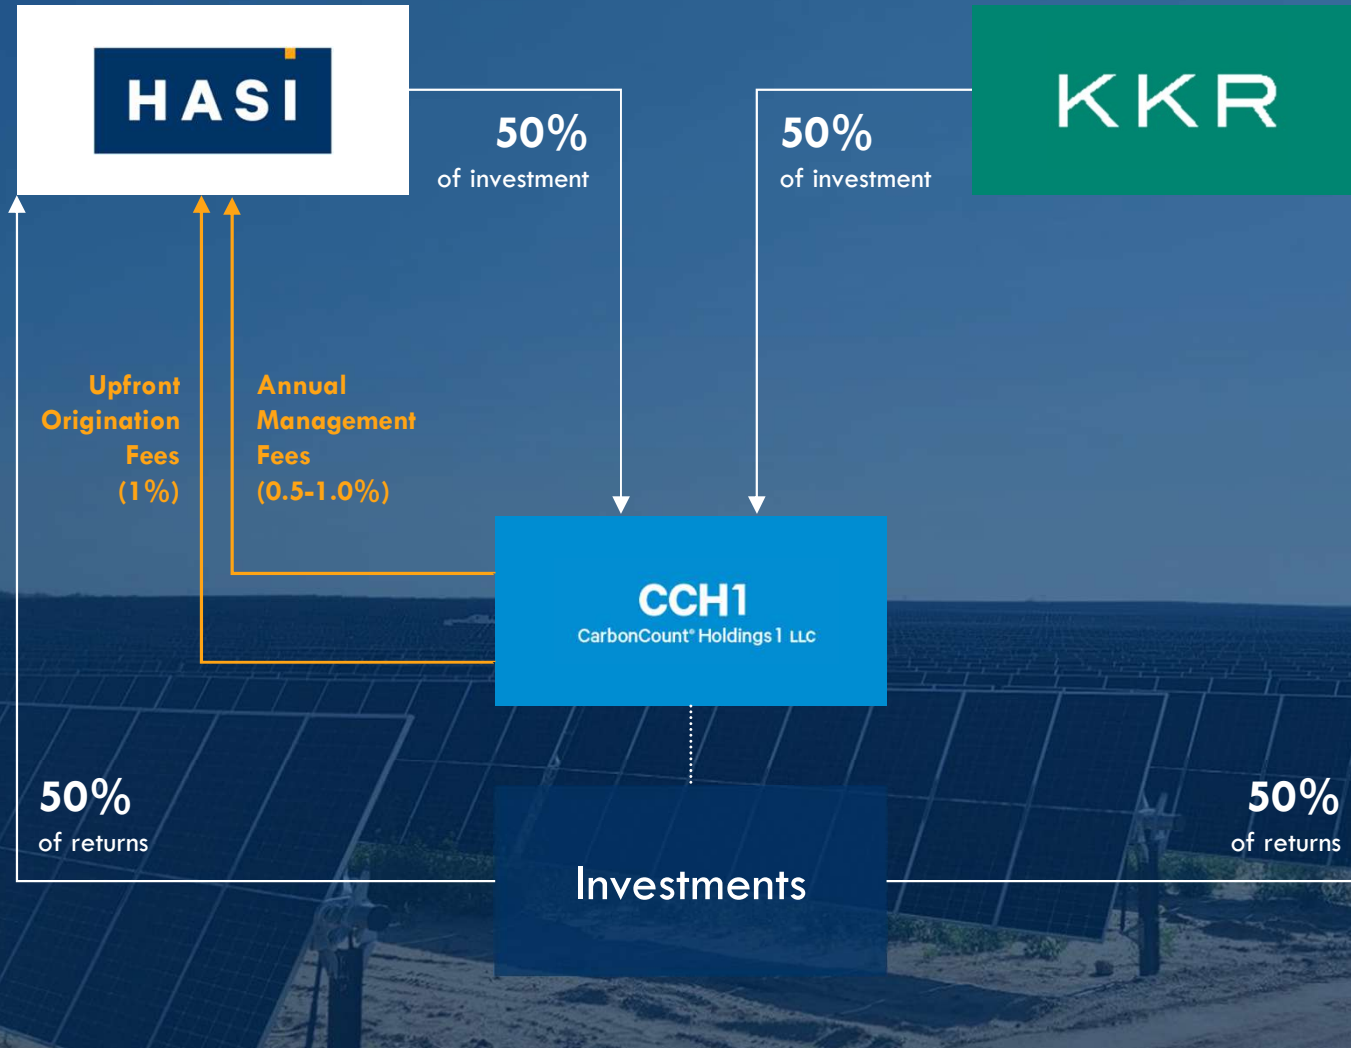 HASI
KKR
50%
of investment
50%
of investment
Upfront
Origination
Fees
(1%)
Annual
Management
Fees
(0.5-1.0%)
CCH1
CarbonCount® Holdings 1 LLC
50%
of returns
50%
of returns
Investments